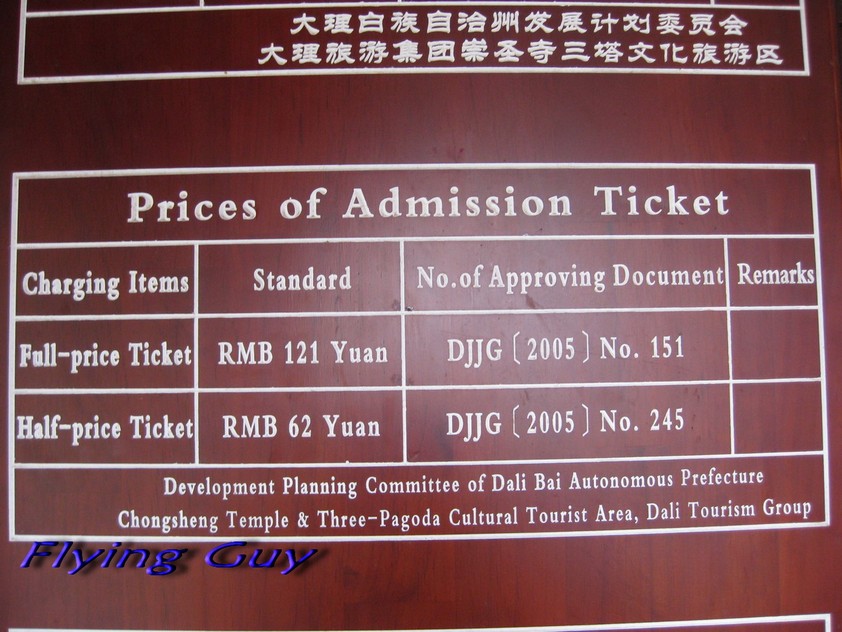 大理白族自治州发展计划委员会
大理旅游集团崇圣寺三塔文化旅游区
Prices of Admission Ticket
Charging Items Standard No.of Approving Document Remarks
Full-price Ticket RMB 121 Yuan DJJG〔2005〕No. 151
Half-price Ticket RMB 62 Yuan DJJG〔2005〕No. 245
Development Planning Committee of Dali Bai Autonomous Prefecture
Chongsheng Temple & Three-Pagoda Cultural Tourist Area, Dali Tourism Group
Flying Guy